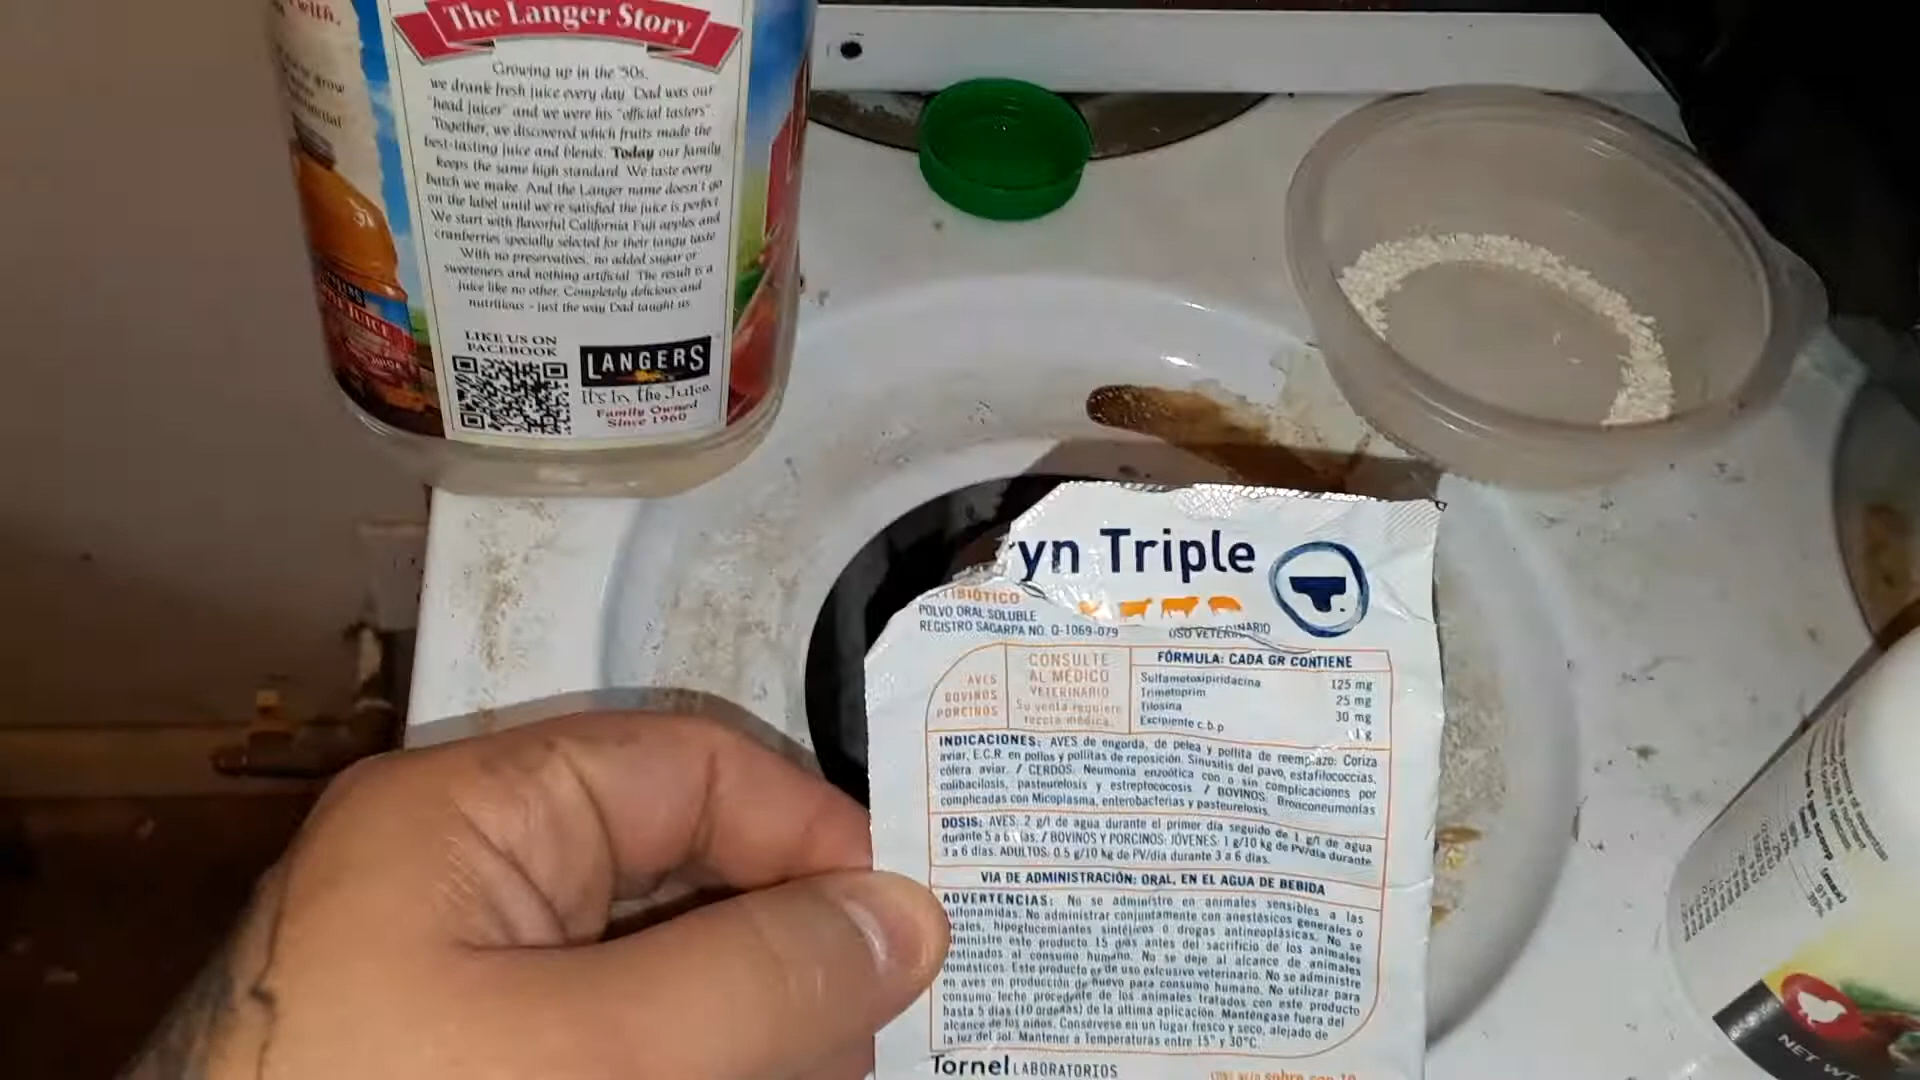 with.
grow
The Langer Story
Growing up in the '50s,
we drank fresh juice every day. Dad was our
"head juicer" and we were his "official tasters".
Together, we discovered which fruits made the
best-tasting juice and blends. Today our family
keeps the same high standard. We taste every
batch we make. And the Langer name doesn't go
on the label until we're satisfied the juice is perfect
We start with flavorful California Fuji apples and
cranberries specially selected for their tangy taste
With no preservatives, no added sugar or
sweeteners and nothing artificial. The result is a
juice like no other. Completely delicious and
nutritious - just the way Dad taught us.
LIKE US ON
FACEBOOK
LANGERS
It's In the Juice.
Family Owned
Since 1960
JUICE
yn Triple
TIBIÓTICO
POLVO ORAL SOLUBLE
REGISTRO SAGARPA NO. Q-1069-079
USO VETERINARIO
AVES
BOVINOS
PORCINOS
CONSULTE
AL MÉDICO
VETERINARIO
Su venta requiere
receta médica.
FÓRMULA: CADA GR CONTIENE
Sulfametoxipiridacina 125 mg
Trimetoprim 25 mg
Tilosina 30 mg
Excipiente c.b.p 1 g
INDICACIONES: AVES de engorda, de pelea y pollita de reemplazo: Coriza
aviar, E.C.R. en pollos y pollitas de reposición. Sinusitis del pavo, estafilococcias,
cólera aviar. / CERDOS: Neumonía enzoótica con o sin complicaciones por
colibacilosis, pasteurelosis y estreptococosis / BOVINOS: Bronconeumonías
complicadas con Micoplasma, enterobacterias y pasteurelosis.
DOSIS: AVES: 2 g/l de agua durante el primer día seguido de 1 g/l de agua
durante 5 a 6 días. / BOVINOS Y PORCINOS: JÓVENES: 1 g/10 kg de PV/día durante
3 a 6 días. ADULTOS: 0.5 g/10 kg de PV/día durante 3 a 6 días.
VIA DE ADMINISTRACIÓN: ORAL, EN EL AGUA DE BEBIDA
ADVERTENCIAS: No se administre en animales sensibles a las
sulfonamidas. No administrar conjuntamente con anestésicos generales o
locales, hipoglucemiantes sintéticos o drogas antineoplásicas. No se
administre este producto 15 días antes del sacrificio de los animales
destinados al consumo humano. No se deje al alcance de animales
domésticos. Este producto es de uso exlcusivo veterinario. No se administre
en aves en producción de huevo para consumo humano. No utilizar para
consumo leche procedente de los animales tratados con este producto
hasta 5 días (10 ordeñas) de la última aplicación. Manténgase fuera del
alcance de los niños. Consérvese en un lugar fresco y seco, alejado de
la luz del sol. Mantener a Temperaturas entre 15° y 30°C.
Tornel LABORATORIOS
sobre con 10
NET WT